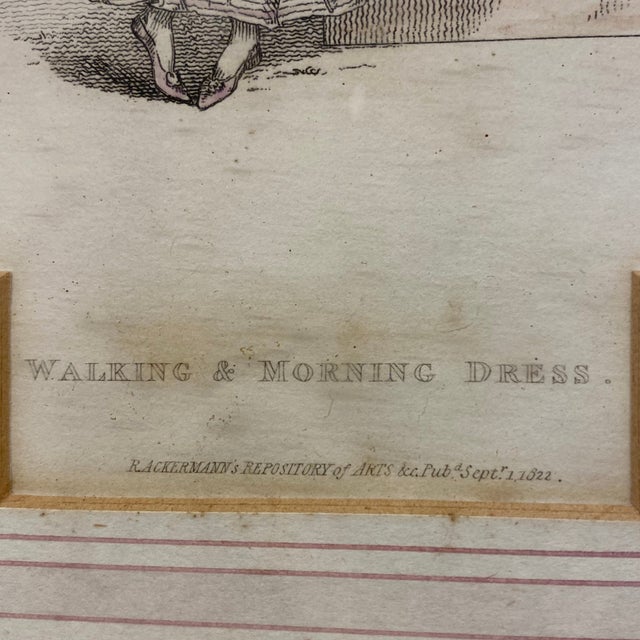 WALKING & MORNING DRESS.
R.ACKERMANN's REPOSITORY of ARTS &c. Pubd. Septr. 1, 1822.